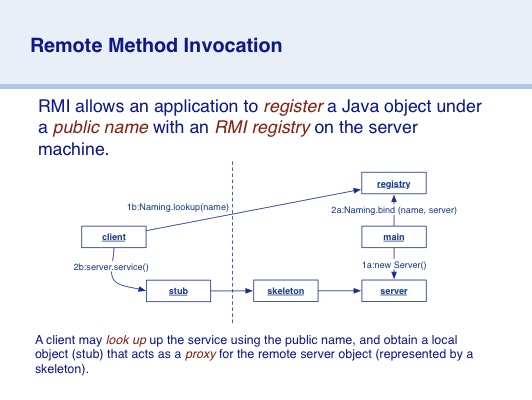 Remote Method Invocation
RMI allows an application to register a Java object under
a public name with an RMI registry on the server
machine.
registry
1b:Naming.lookup(name)
2a:Naming.bind (name, server)
client
main
2b:server.service()
1a:new Server()
stub
skeleton
server
A client may look up up the service using the public name, and obtain a local
object (stub) that acts as a proxy for the remote server object (represented by a
skeleton).